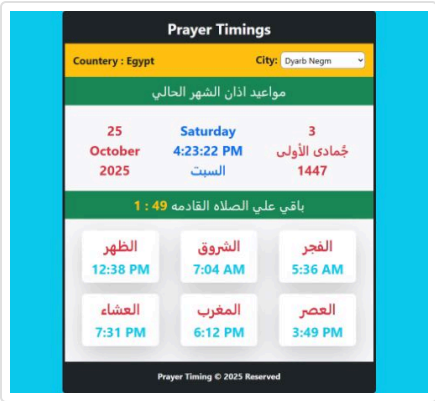 Prayer Timings
Countery : Egypt City: Dyarb Negm
مواعيد اذان الشهر الحالي
25 Saturday 3
October 4:23:22 PM جُمادى الأولى
2025 السبت 1447
باقي علي الصلاه القادمه 49 : 1
الظهر الشروق الفجر
12:38 PM 7:04 AM 5:36 AM
العشاء المغرب العصر
7:31 PM 6:12 PM 3:49 PM
Prayer Timing © 2025 Reserved